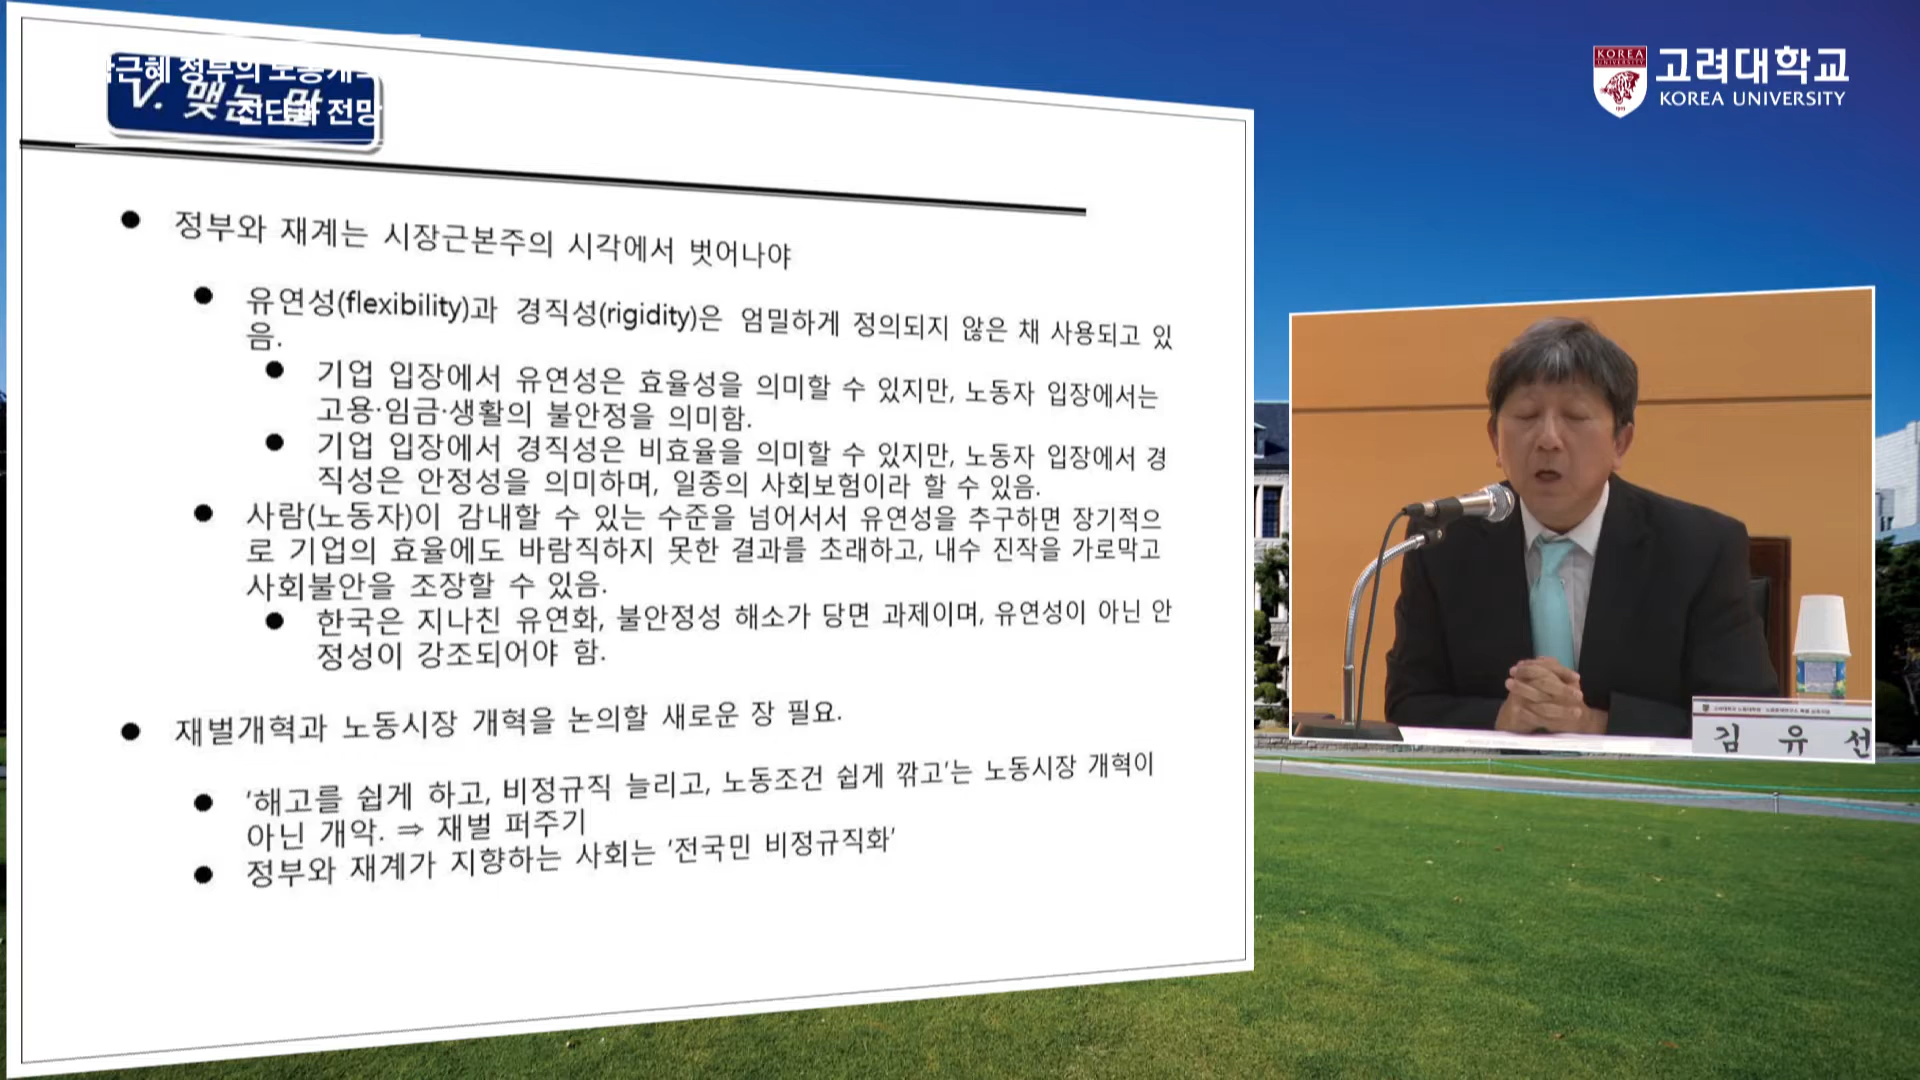 근혜 정부의 노동개
V. 맺는 말
진단과 전망
정부와 재계는 시장근본주의 시각에서 벗어나야
유연성(flexibility)과 경직성(rigidity)은 엄밀하게 정의되지 않은 채 사용되고 있
음.
기업 입장에서 유연성은 효율성을 의미할 수 있지만, 노동자 입장에서는
고용·임금·생활의 불안정을 의미함.
기업 입장에서 경직성은 비효율을 의미할 수 있지만, 노동자 입장에서 경
직성은 안정성을 의미하며, 일종의 사회보험이라 할 수 있음.
사람(노동자)이 감내할 수 있는 수준을 넘어서서 유연성을 추구하면 장기적으
로 기업의 효율에도 바람직하지 못한 결과를 초래하고, 내수 진작을 가로막고
사회불안을 조장할 수 있음.
한국은 지나친 유연화, 불안정성 해소가 당면 과제이며, 유연성이 아닌 안
정성이 강조되어야 함.
재벌개혁과 노동시장 개혁을 논의할 새로운 장 필요.
'해고를 쉽게 하고, 비정규직 늘리고, 노동조건 쉽게 깎고'는 노동시장 개혁이
아닌 개악. ⇒ 재벌 퍼주기
정부와 재계가 지향하는 사회는 '전국민 비정규직화'
KOREA
UNIVERSITY
고려대학교
KOREA UNIVERSITY
김 유 선